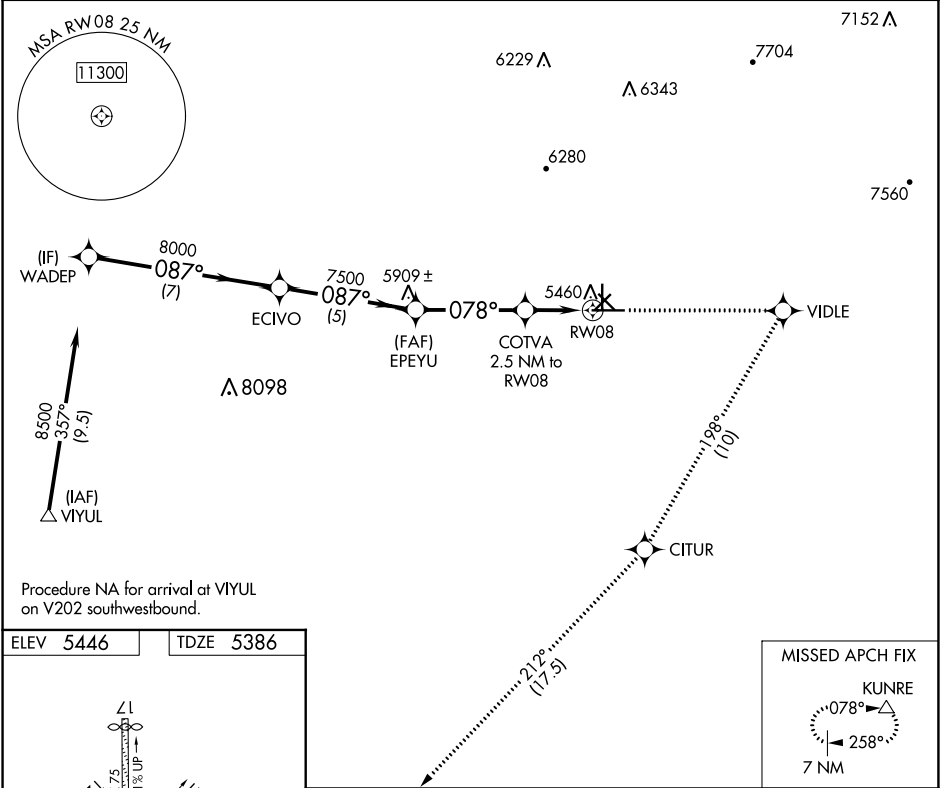 MSA RW08 25 NM
11300
7152
7704
6229
6343
6280
7560
(IF)
WADEP
8000
087°
(7)
ECIVO
7500
087°
(5)
5909 ±
(FAF)
EPEYU
078°
COTVA
2.5 NM to
RW08
5460
RW08
VIDLE
8098
8500
357°
(9.5)
(IAF)
VIYUL
198°
(10)
CITUR
212°
(17.5)
Procedure NA for arrival at VIYUL
on V202 southwestbound.
ELEV 5446
TDZE 5386
17
75
% UP
MISSED APCH FIX
KUNRE
078°
258°
7 NM